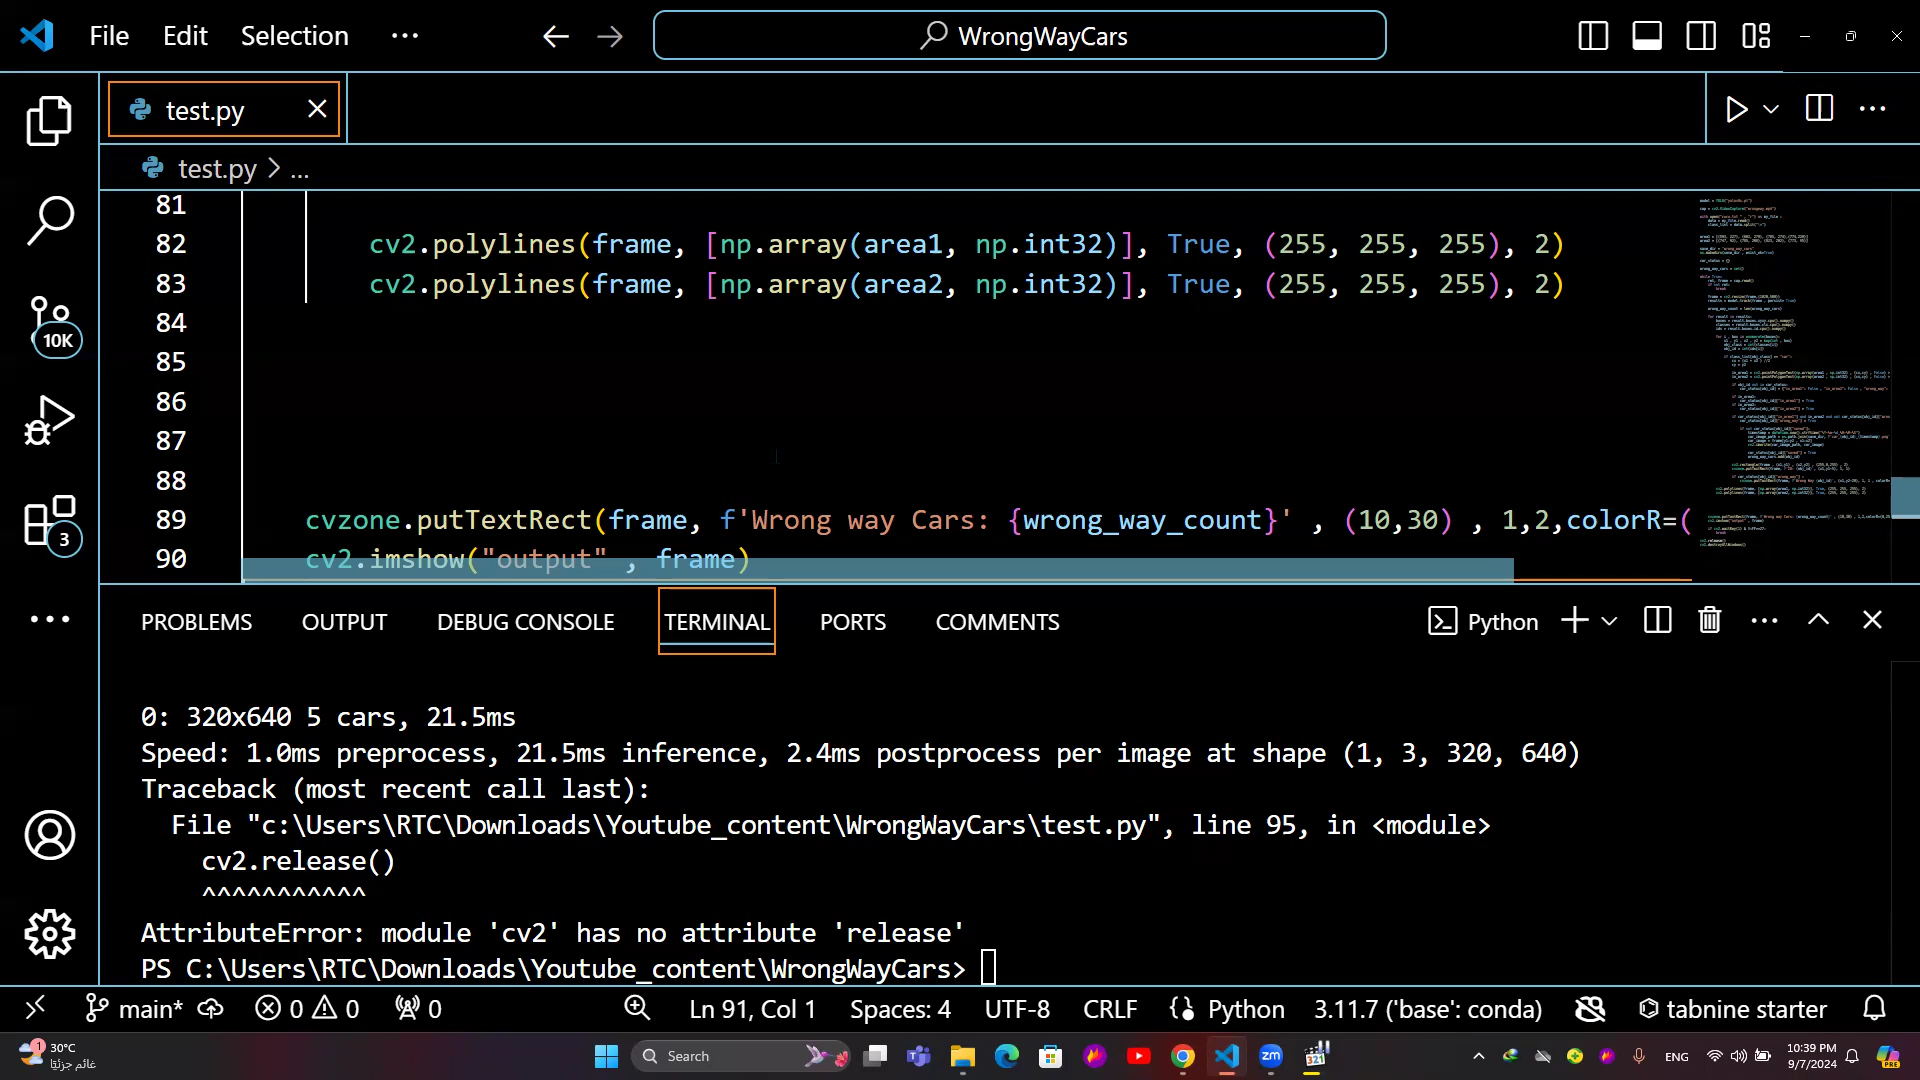 File Edit Selection ··· WrongWayCars
test.py
test.py > ...
81
82 cv2.polylines(frame, [np.array(area1, np.int32)], True, (255, 255, 255), 2)
83 cv2.polylines(frame, [np.array(area2, np.int32)], True, (255, 255, 255), 2)
84
85
86
87
88
89 cvzone.putTextRect(frame, f'Wrong way Cars: {wrong_way_count}' , (10,30) , 1,2,colorR=(
90 cv2.imshow("output" , frame)
10K
3
PROBLEMS OUTPUT DEBUG CONSOLE TERMINAL PORTS COMMENTS Python
0: 320x640 5 cars, 21.5ms
Speed: 1.0ms preprocess, 21.5ms inference, 2.4ms postprocess per image at shape (1, 3, 320, 640)
Traceback (most recent call last):
File "c:\Users\RTC\Downloads\Youtube_content\WrongWayCars\test.py", line 95, in <module>
cv2.release()
^^^^^^^^^^^
AttributeError: module 'cv2' has no attribute 'release'
PS C:\Users\RTC\Downloads\Youtube_content\WrongWayCars>
main* 0 0 0 Ln 91, Col 1 Spaces: 4 UTF-8 CRLF Python 3.11.7 ('base': conda) tabnine starter
1 30°C
غائم جزئيًا
Search
zm
321
ENG
10:39 PM
9/7/2024
PRE